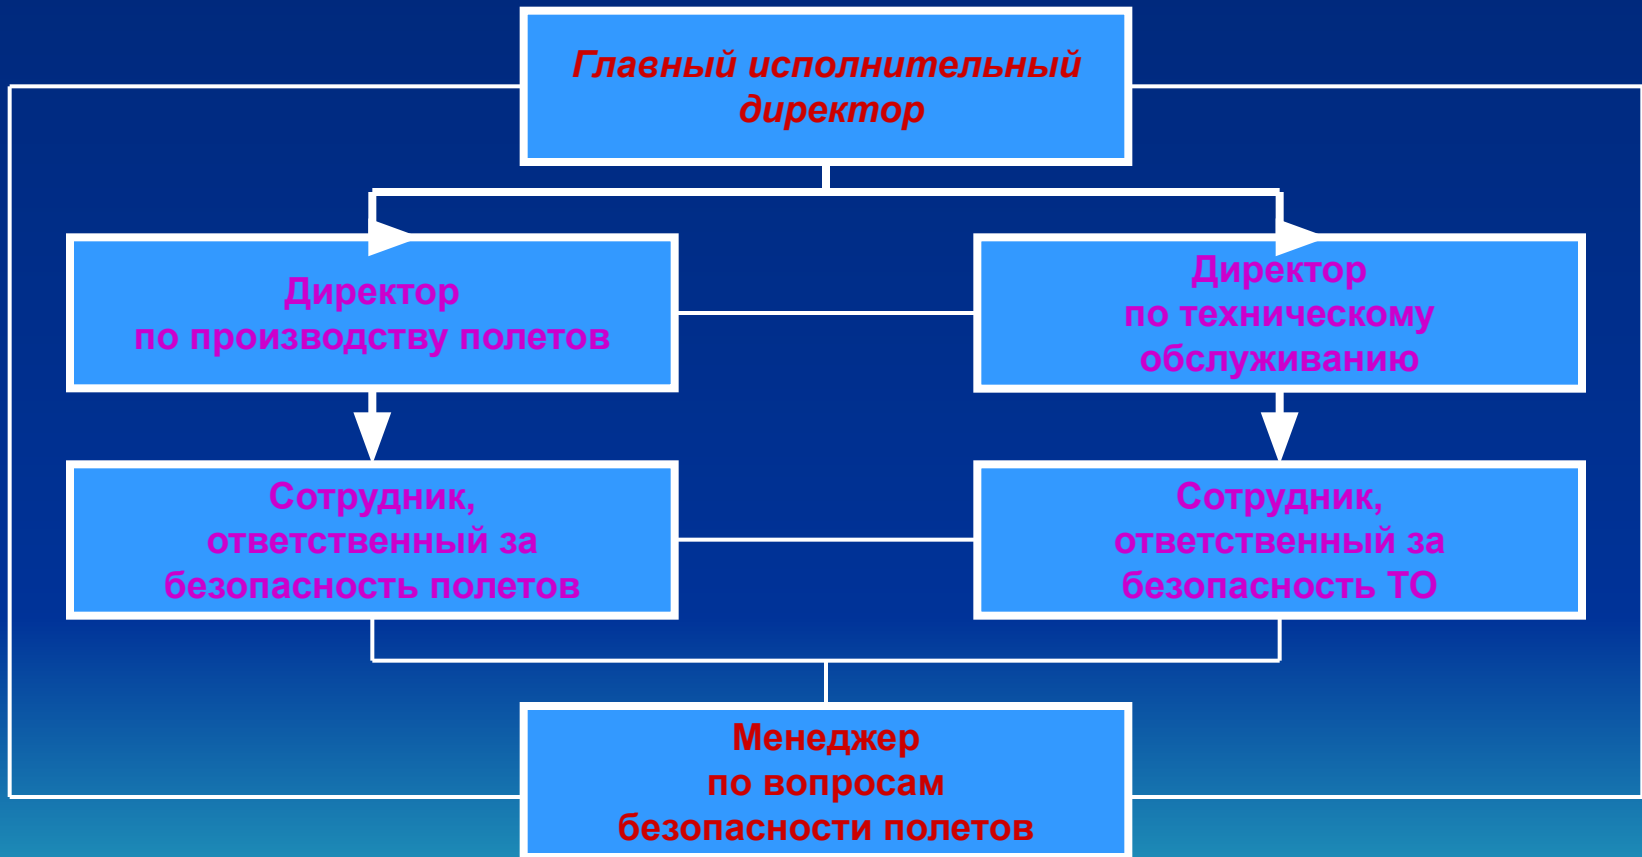 Главный исполнительный
директор
Директор
по производству полетов
Директор
по техническому
обслуживанию
Сотрудник,
ответственный за
безопасность полетов
Сотрудник,
ответственный за
безопасность ТО
Менеджер
по вопросам
безопасности полетов